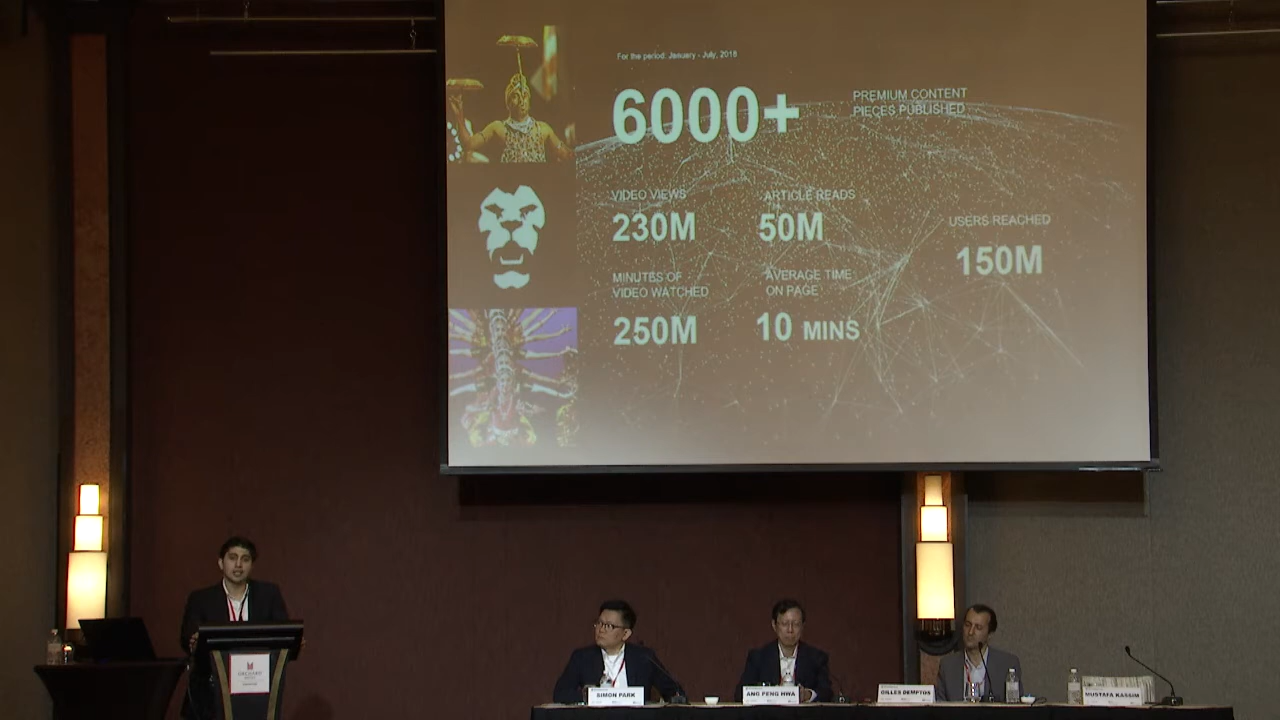 For the period: January - July, 2018
6000+
PREMIUM CONTENT
PIECES PUBLISHED
VIDEO VIEWS
230M
ARTICLE READS
50M
USERS REACHED
150M
MINUTES OF
VIDEO WATCHED
250M
AVERAGE TIME
ON PAGE
10 MINS
SIMON PARK
ANG PENG HWA
GILLES DEMPTOS
MUSTAFA KASSIM